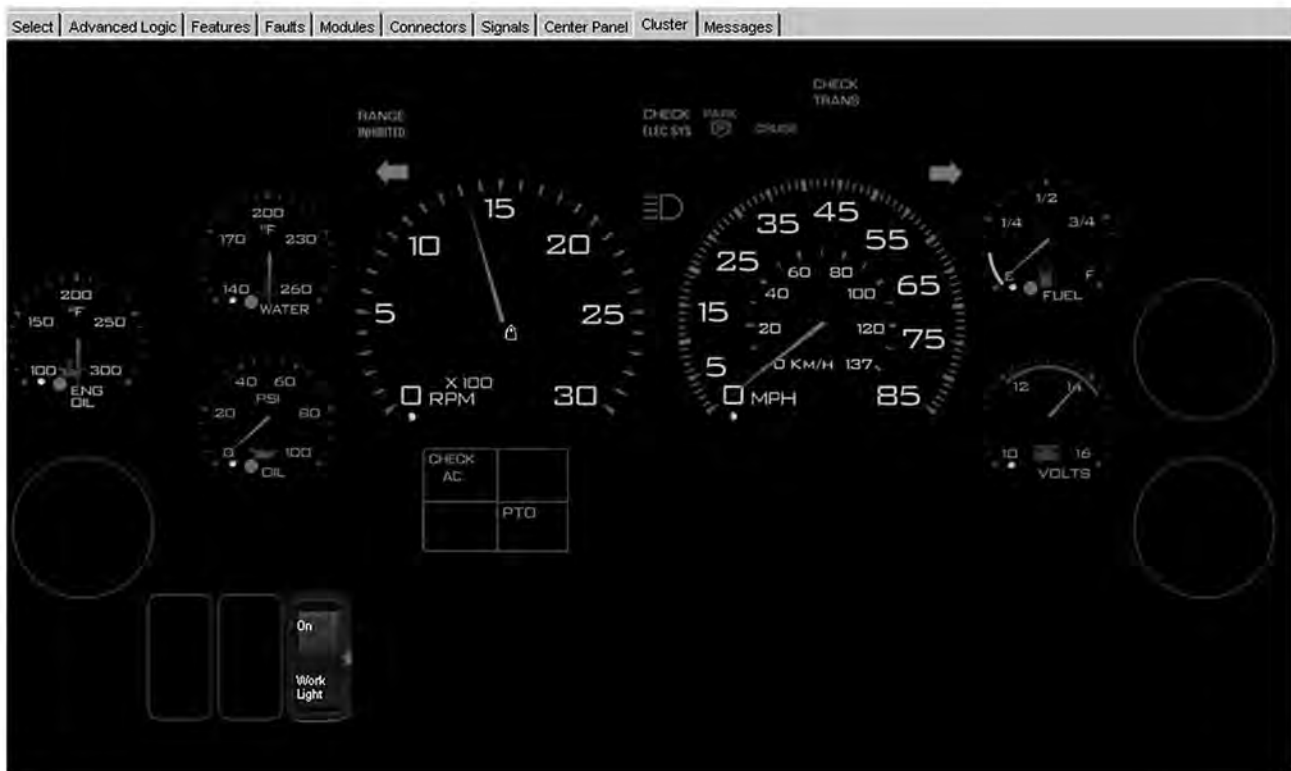 Select Advanced Logic Features Faults Modules Connectors Signals Center Panel Cluster Messages
CHECK
TRANS
RANGE
INHIBITED
CHECK
ELEC SYS
PARK
P
CRUISE
200
°F
170 230
140 260
WATER
200
°F
150 250
100 300
ENG
OIL
40 60
PSI
20 80
0 100
OIL
15
10 20
5 25
X 100
0 RPM 30
45
35 55
25 65
15 75
5 85
0 MPH
60 80
40 100
20 120
0 KM/H 137
1/2
1/4 3/4
E F
FUEL
12 14
10 16
VOLTS
CHECK
AC
PTO
On
Work
Light